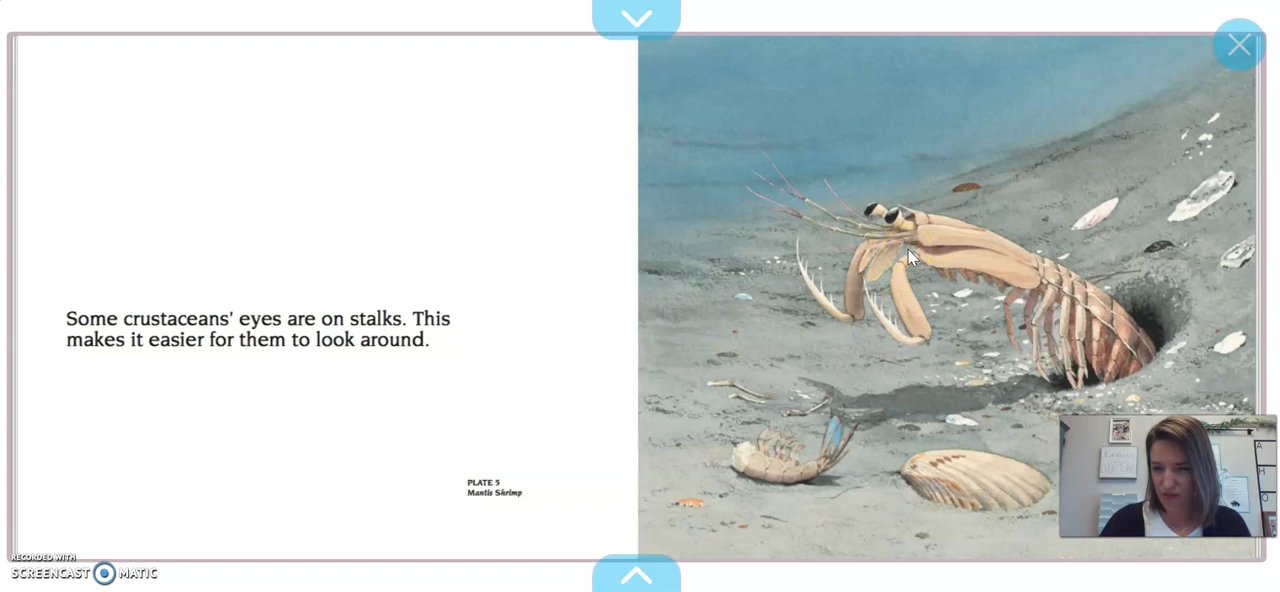 Some crustaceans' eyes are on stalks. This
makes it easier for them to look around.
PLATE 5
Mantis Shrimp
RECORDED WITH
SCREENCAST MATIC